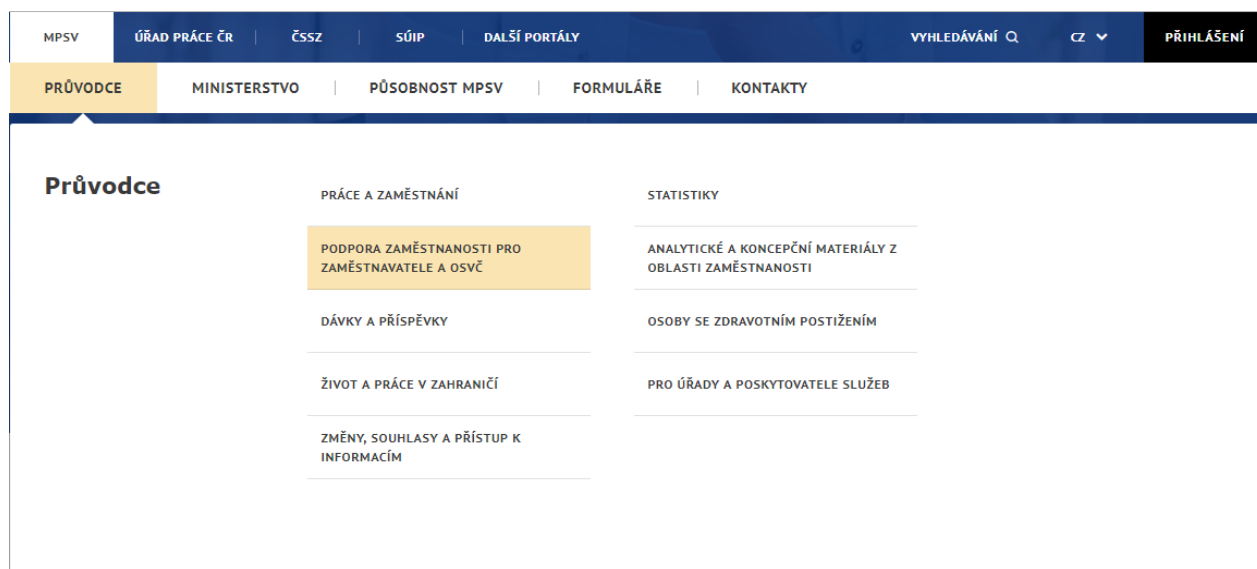 MPSV ÚŘAD PRÁCE ČR ČSSZ SÚIP DALŠÍ PORTÁLY VYHLEDÁVÁNÍ CZ PŘIHLÁŠENÍ
PRŮVODCE MINISTERSTVO PŮSOBNOST MPSV FORMULÁŘE KONTAKTY
Průvodce
PRÁCE A ZAMĚSTNÁNÍ
PODPORA ZAMĚSTNANOSTI PRO
ZAMĚSTNAVATELE A OSVČ
DÁVKY A PŘÍSPĚVKY
ŽIVOT A PRÁCE V ZAHRANIČÍ
ZMĚNY, SOUHLASY A PŘÍSTUP K
INFORMACÍM
STATISTIKY
ANALYTICKÉ A KONCEPČNÍ MATERIÁLY Z
OBLASTI ZAMĚSTNANOSTI
OSOBY SE ZDRAVOTNÍM POSTIŽENÍM
PRO ÚŘADY A POSKYTOVATELE SLUŽEB